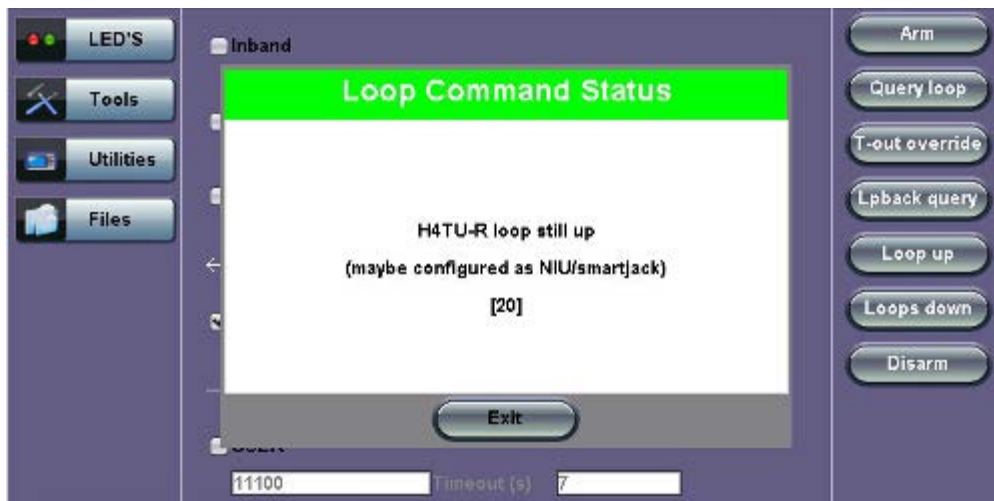 LED'S
Tools
Utilities
Files
Inband
Loop Command Status
H4TU-R loop still up
(maybe configured as NIU/smartjack)
[20]
Exit
11100
Timeout (s)
7
Arm
Query loop
T-out override
Lpback query
Loop up
Loops down
Disarm